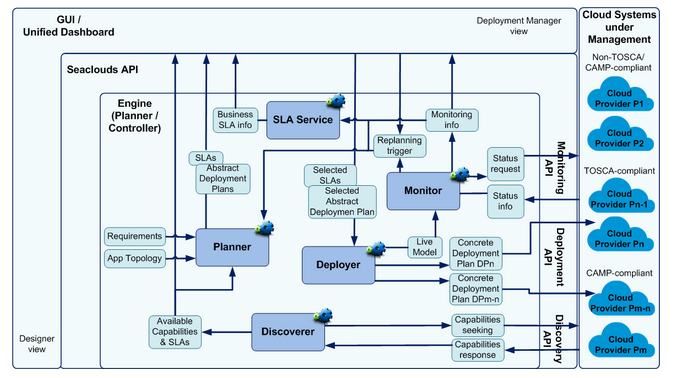 GUI /
Unified Dashboard
Deployment Manager
view
Cloud Systems
under
Management
Seaclouds API
Non-TOSCA/
CAMP-compliant
Cloud
Provider P1
Engine
(Planner /
Controller)
Business
SLA info
SLA Service
Monitoring
info
Cloud
Provider P2
Replanning
trigger
SLAs
Abstract
Deployment
Plans
Selected
SLAs
Selected
Abstract
Deploymen Plan
Monitor
Status
request
Status
info
Monitoring
API
TOSCA-compliant
Cloud
Provider Pn-1
Requirements
App Topology
Planner
Deployer
Live
Model
Concrete
Deployment
Plan DPn
Concrete
Deployment
Plan DPm-n
Deployment
API
Cloud
Provider Pn
CAMP-compliant
Cloud
Provider Pm-n
Designer
view
Available
Capabilities
& SLAs
Discoverer
Capabilities
seeking
Capabilities
response
Discovery
API
Cloud
Provider Pm